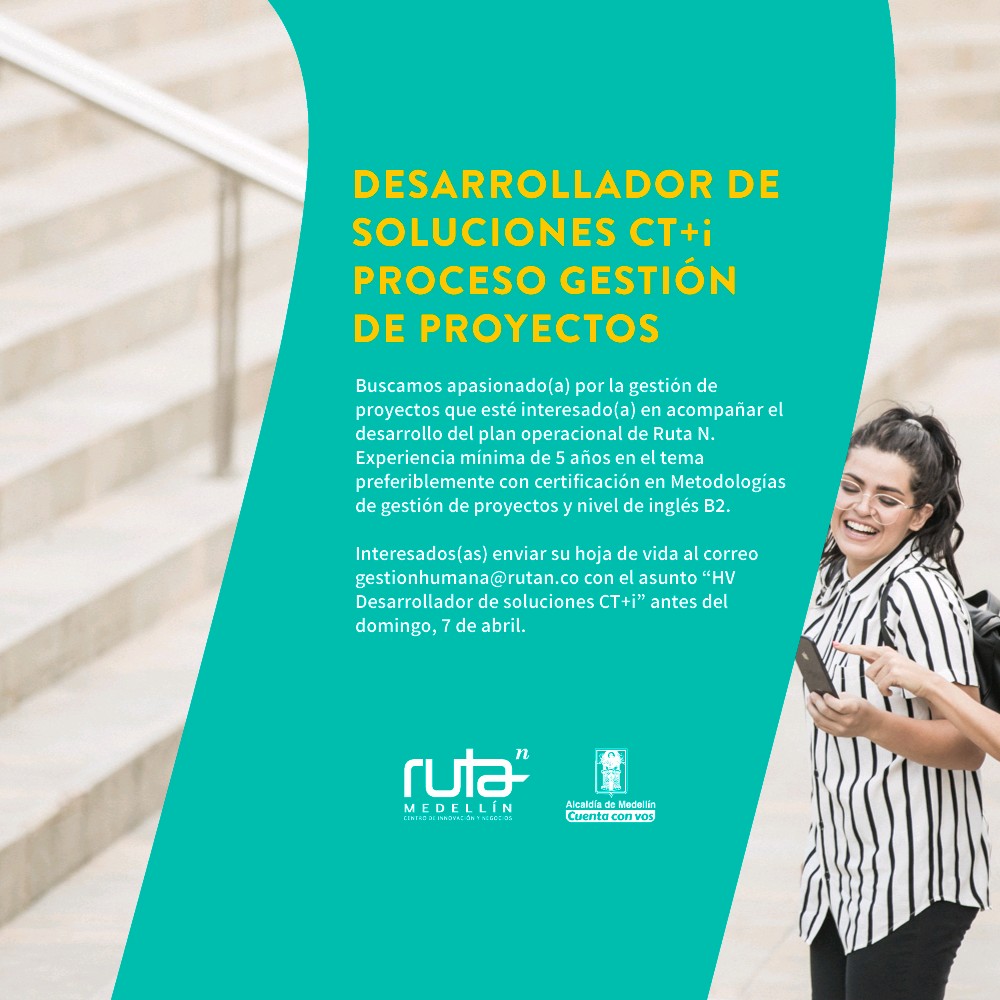 DESARROLLADOR DE
SOLUCIONES CT+i
PROCESO GESTIÓN
DE PROYECTOS
Buscamos apasionado(a) por la gestión de
proyectos que esté interesado(a) en acompañar el
desarrollo del plan operacional de Ruta N.
Experiencia mínima de 5 años en el tema
preferiblemente con certificación en Metodologías
de gestión de proyectos y nivel de inglés B2.
Interesados(as) enviar su hoja de vida al correo
gestionhumana@rutan.co con el asunto “HV
Desarrollador de soluciones CT+i” antes del
domingo, 7 de abril.
ruta n
MEDELLÍN
CENTRO DE INNOVACIÓN Y NEGOCIOS
Alcaldía de Medellín
Cuenta con vos